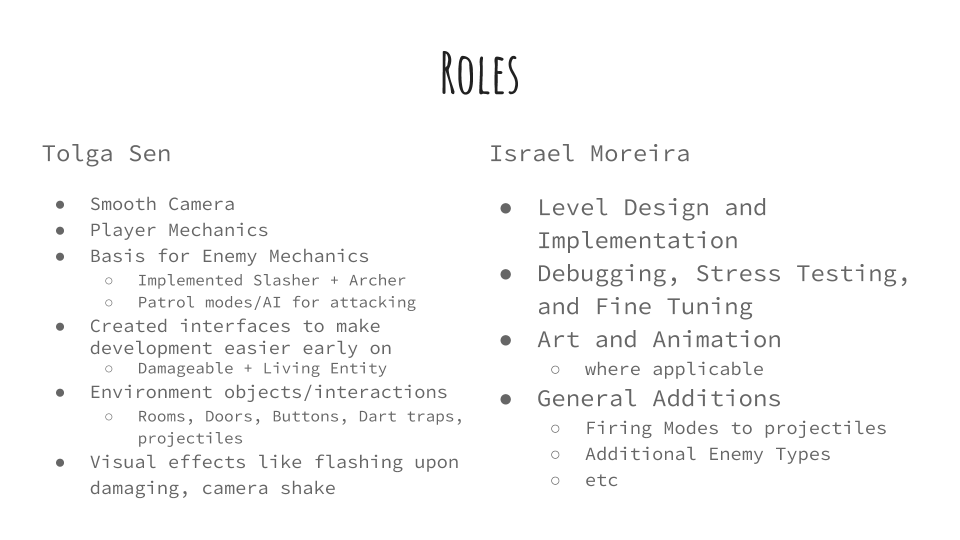 Roles
Tolga Sen
● Smooth Camera
● Player Mechanics
● Basis for Enemy Mechanics
○ Implemented Slasher + Archer
○ Patrol modes/AI for attacking
● Created interfaces to make
development easier early on
○ Damageable + Living Entity
● Environment objects/interactions
○ Rooms, Doors, Buttons, Dart traps,
projectiles
● Visual effects like flashing upon
damaging, camera shake
Israel Moreira
● Level Design and
Implementation
● Debugging, Stress Testing,
and Fine Tuning
● Art and Animation
○ where applicable
● General Additions
○ Firing Modes to projectiles
○ Additional Enemy Types
○ etc